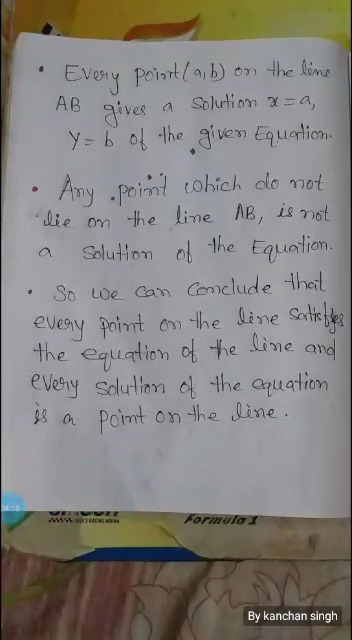 • Every point (a,b) on the line
AB gives a solution x = a,
Y = b of the given Equation.
• Any point which do not
lie on the line AB, is not
a solution of the Equation.
• So we can conclude that
every point on the line satisfies
the equation of the line and
every solution of the equation
is a point on the line.
04:13
Formula 1
By kanchan singh